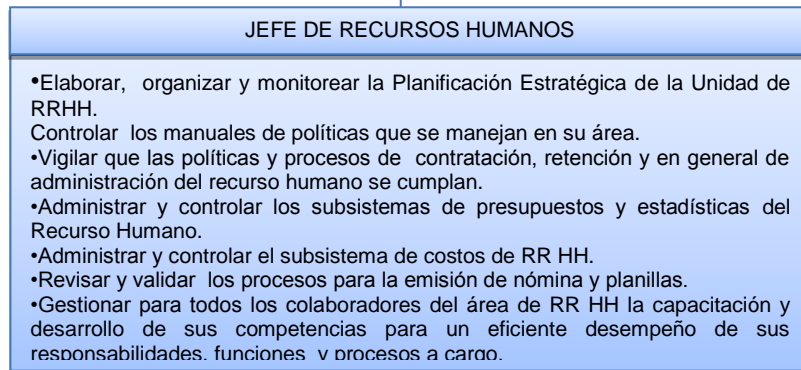 JEFE DE RECURSOS HUMANOS
•Elaborar, organizar y monitorear la Planificación Estratégica de la Unidad de
RRHH.
Controlar los manuales de políticas que se manejan en su área.
•Vigilar que las políticas y procesos de contratación, retención y en general de
administración del recurso humano se cumplan.
•Administrar y controlar los subsistemas de presupuestos y estadísticas del
Recurso Humano.
•Administrar y controlar el subsistema de costos de RR HH.
•Revisar y validar los procesos para la emisión de nómina y planillas.
•Gestionar para todos los colaboradores del área de RR HH la capacitación y
desarrollo de sus competencias para un eficiente desempeño de sus
responsabilidades, funciones y procesos a cargo.